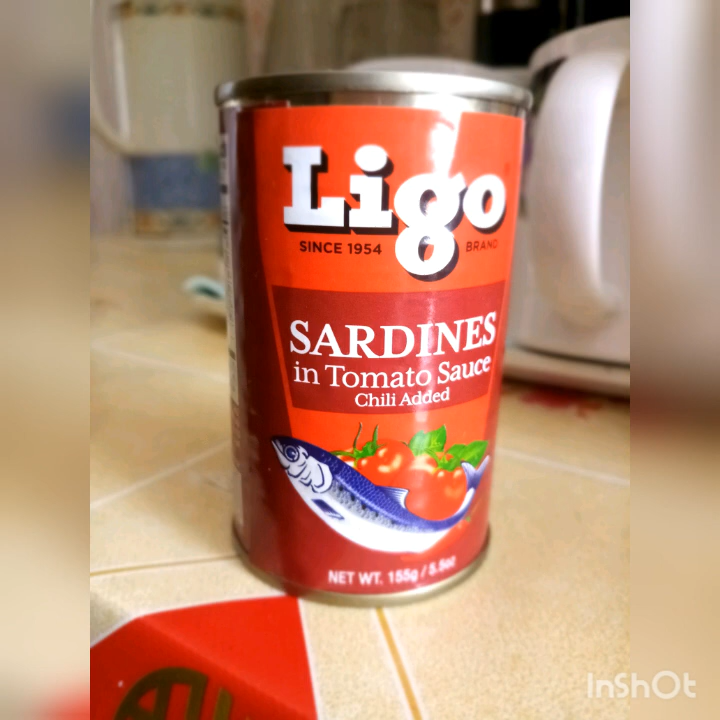 Ligo
SINCE 1954 BRAND
SARDINES
in Tomato Sauce
Chili Added
NET WT. 155g / 5.5oz
InShOt